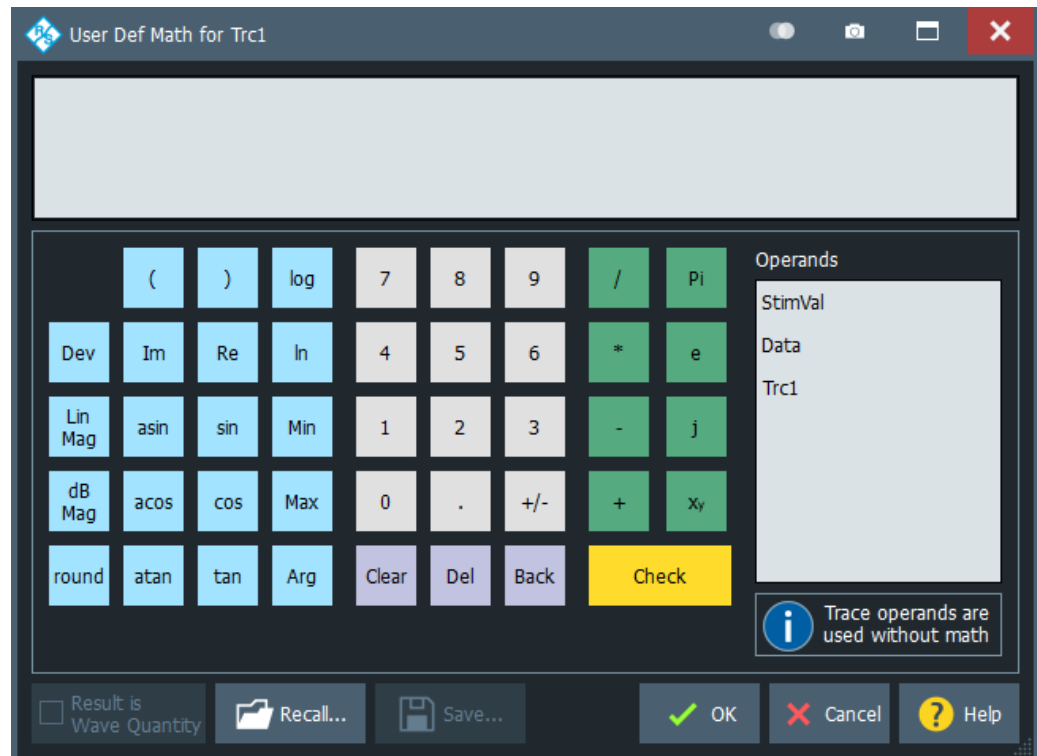 R&S User Def Math for Trc1
( ) log 7 8 9 / Pi
Operands
StimVal
Data
Trc1
Dev Im Re ln 4 5 6 * e
Lin Mag asin sin Min 1 2 3 - j
dB Mag acos cos Max 0 . +/- + xy
round atan tan Arg Clear Del Back Check
i Trace operands are
used without math
Result is
Wave Quantity
Recall...
Save...
OK
Cancel
? Help